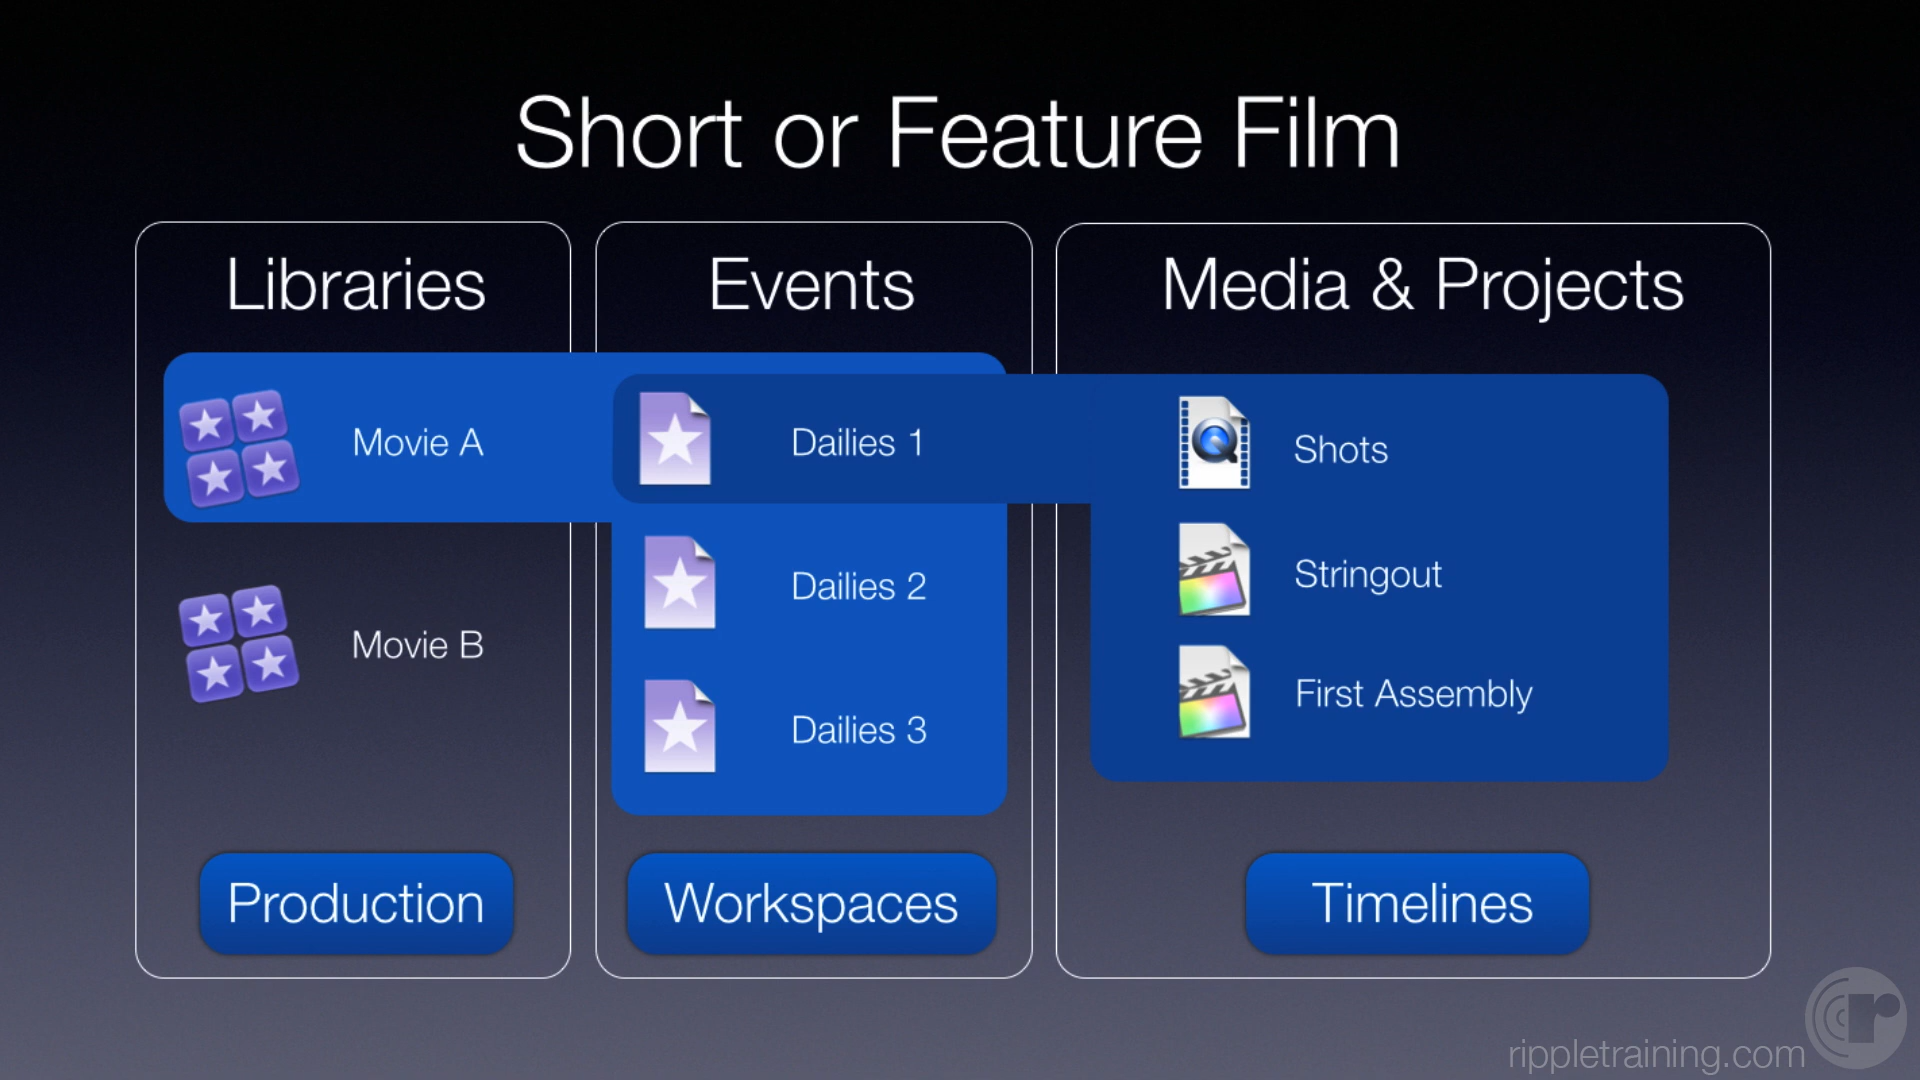 Short or Feature Film
Libraries
Movie A
Movie B
Production
Events
Dailies 1
Dailies 2
Dailies 3
Workspaces
Media & Projects
Shots
Stringout
First Assembly
Timelines
rippletraining.com
r